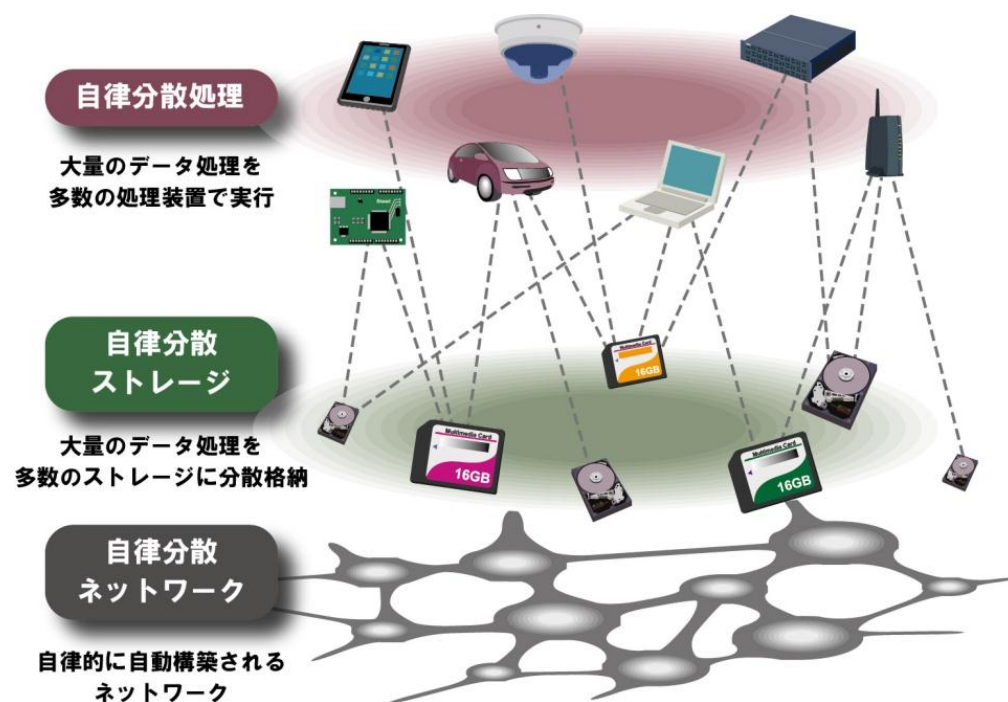 自律分散処理
大量のデータ処理を
多数の処理装置で実行
自律分散
ストレージ
大量のデータ処理を
多数のストレージに分散格納
自律分散
ネットワーク
自律的に自動構築される
ネットワーク
Multimedia Card
16GB
Multimedia Card
16GB
Multimedia Card
16GB